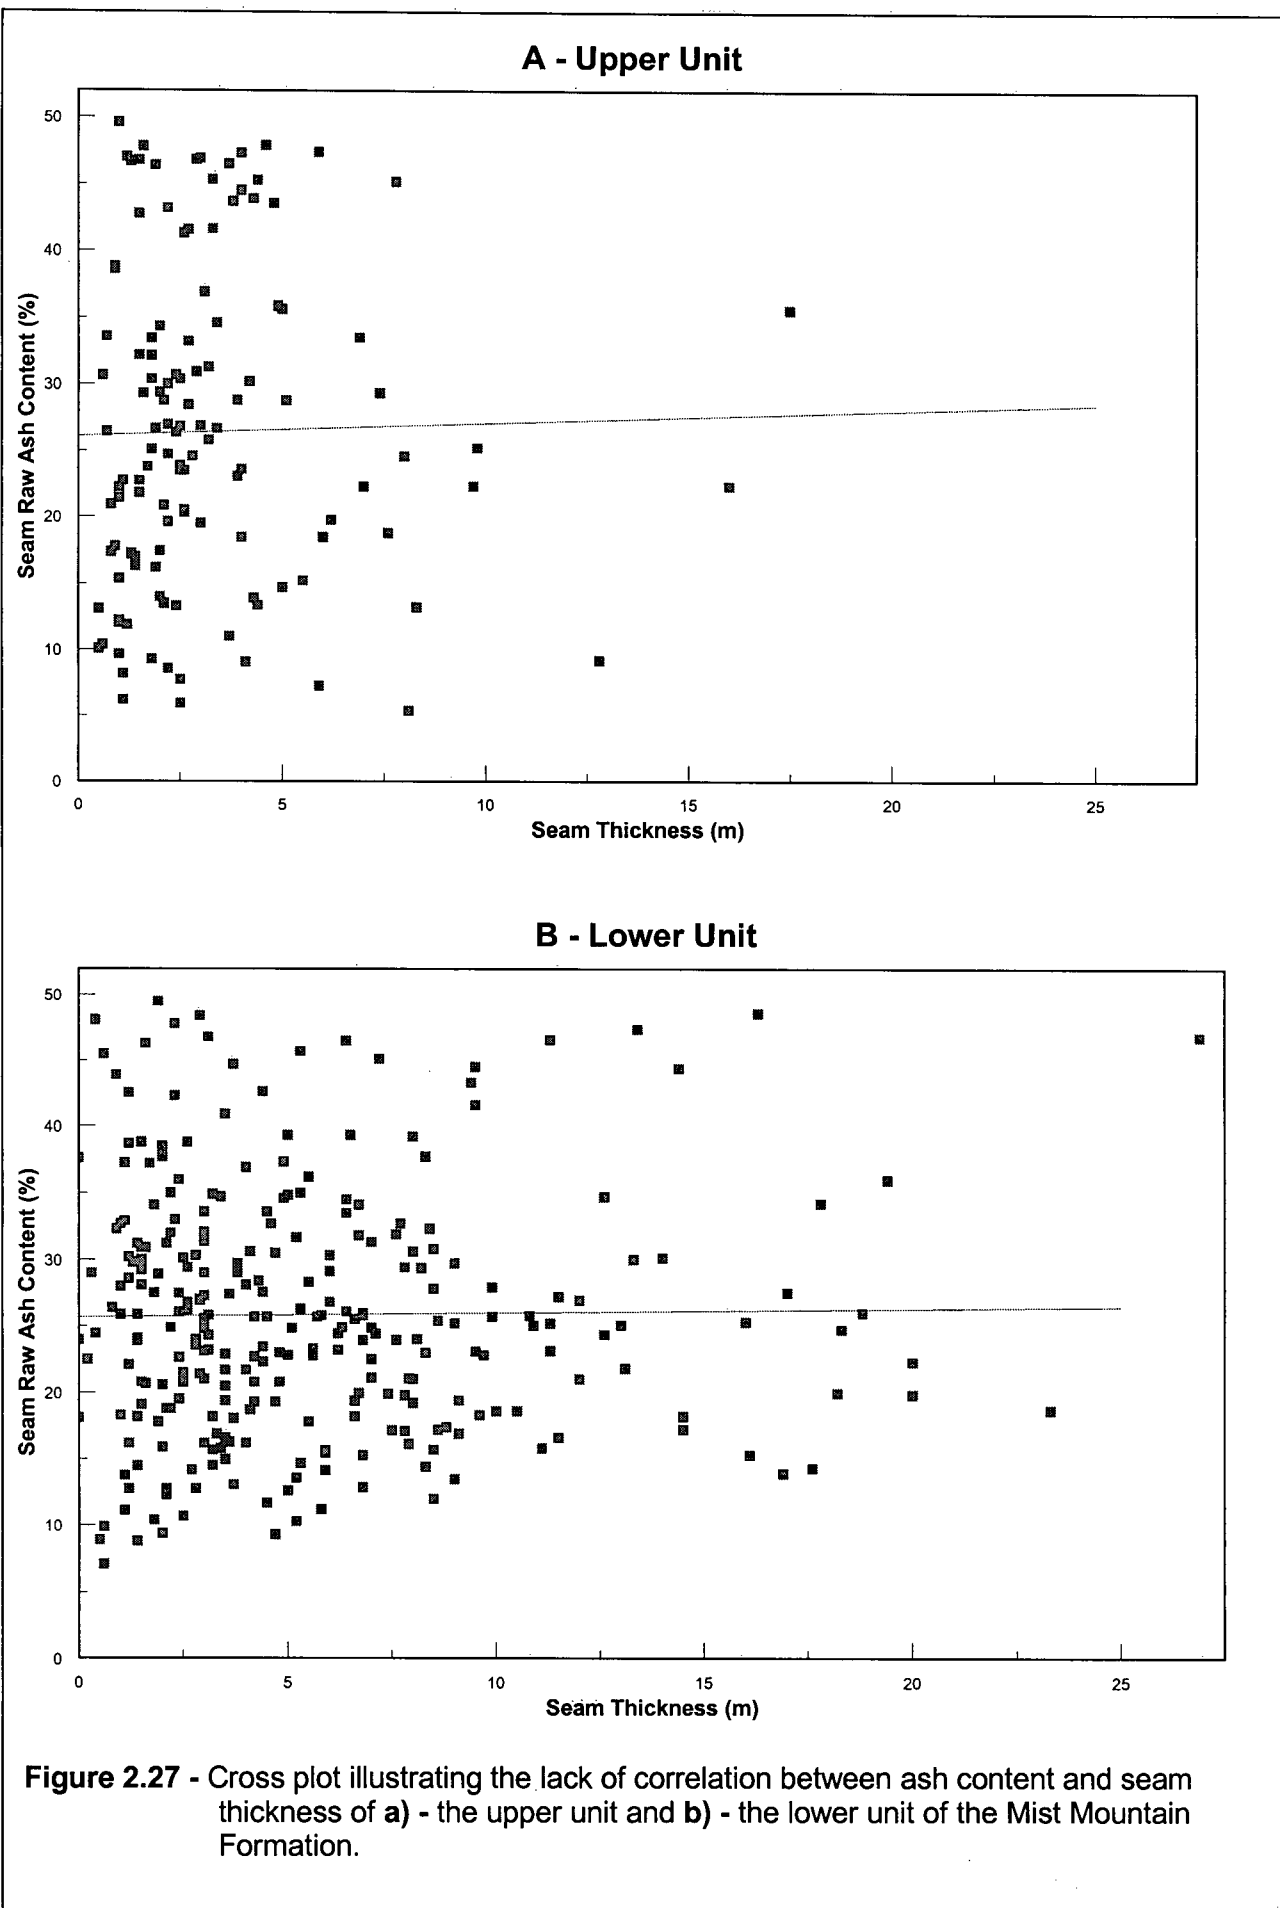 A - Upper Unit
50
40
30
20
10
0
Seam Raw Ash Content (%)
0 5 10 15 20 25
Seam Thickness (m)
B - Lower Unit
50
40
30
20
10
0
Seam Raw Ash Content (%)
0 5 10 15 20 25
Seam Thickness (m)
Figure 2.27 - Cross plot illustrating the lack of correlation between ash content and seam
thickness of a) - the upper unit and b) - the lower unit of the Mist Mountain
Formation.